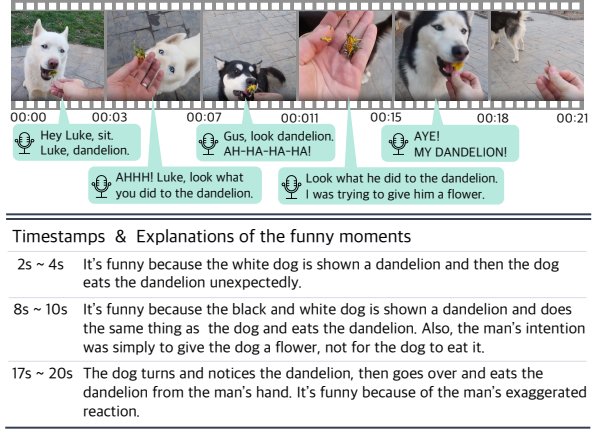 00:00 00:03 00:07 00:011 00:15 00:18 00:21
Hey Luke, sit.
Luke, dandelion.
Gus, look dandelion.
AH-HA-HA-HA!
AYE!
MY DANDELION!
AHHH! Luke, look what
you did to the dandelion.
Look what he did to the dandelion.
I was trying to give him a flower.
Timestamps & Explanations of the funny moments
2s ~ 4s It's funny because the white dog is shown a dandelion and then the dog
eats the dandelion unexpectedly.
8s ~ 10s It's funny because the black and white dog is shown a dandelion and does
the same thing as the dog and eats the dandelion. Also, the man's intention
was simply to give the dog a flower, not for the dog to eat it.
17s ~ 20s The dog turns and notices the dandelion, then goes over and eats the
dandelion from the man's hand. It's funny because of the man's exaggerated
reaction.